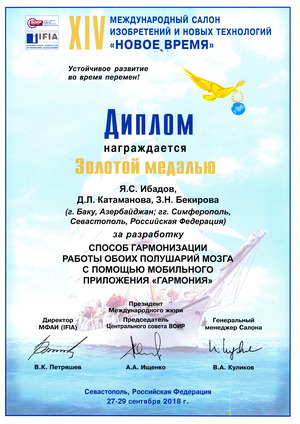 IFIA
XIV
МЕЖДУНАРОДНЫЙ САЛОН
ИЗОБРЕТЕНИЙ И НОВЫХ ТЕХНОЛОГИЙ
«НОВОЕ ВРЕМЯ»
Устойчивое развитие
во время перемен!
Диплом
награждается
Золотой медалью
Я.С. Ибадов,
Д.Л. Катаманова, З.Н. Бекирова
(г. Баку, Азербайджан; гг. Симферополь,
Севастополь, Российская Федерация)
за разработку
СПОСОБ ГАРМОНИЗАЦИИ
РАБОТЫ ОБОИХ ПОЛУШАРИЙ МОЗГА
С ПОМОЩЬЮ МОБИЛЬНОГО
ПРИЛОЖЕНИЯ «ГАРМОНИЯ»
Президент
Международного жюри
Директор
МФАИ (IFIA)
Председатель
Центрального совета ВОИР
Генеральный
менеджер Салона
В.К. Петряшев
А.А. Ищенко
В.А. Куликов
Севастополь, Российская Федерация
27-29 сентября 2018 г.